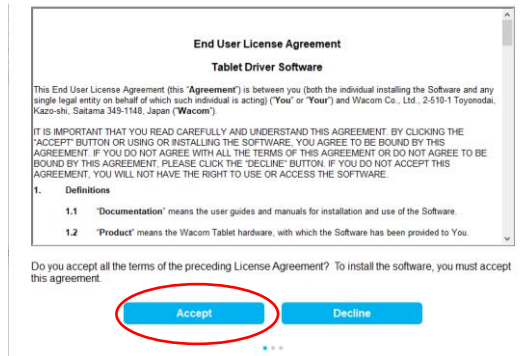 End User License Agreement
Tablet Driver Software
This End User License Agreement (this "Agreement") is between you (both the individual installing the Software and any
single legal entity on behalf of which such individual is acting) ("You" or "Your") and Wacom Co., Ltd., 2-510-1 Toyonodai,
Kazo-shi, Saitama 349-1148, Japan ("Wacom").
IT IS IMPORTANT THAT YOU READ CAREFULLY AND UNDERSTAND THIS AGREEMENT. BY CLICKING THE
"ACCEPT" BUTTON OR USING OR INSTALLING THE SOFTWARE, YOU AGREE TO BE BOUND BY THIS
AGREEMENT. IF YOU DO NOT AGREE WITH ALL THE TERMS OF THIS AGREEMENT OR DO NOT AGREE TO BE
BOUND BY THIS AGREEMENT, PLEASE CLICK THE "DECLINE" BUTTON. IF YOU DO NOT ACCEPT THIS
AGREEMENT, YOU WILL NOT HAVE THE RIGHT TO USE OR ACCESS THE SOFTWARE.
1. Definitions
1.1 "Documentation" means the user guides and manuals for installation and use of the Software.
1.2 "Product" means the Wacom Tablet hardware, with which the Software has been provided to You.
Do you accept all the terms of the preceding License Agreement? To install the software, you must accept
this agreement.
Accept Decline